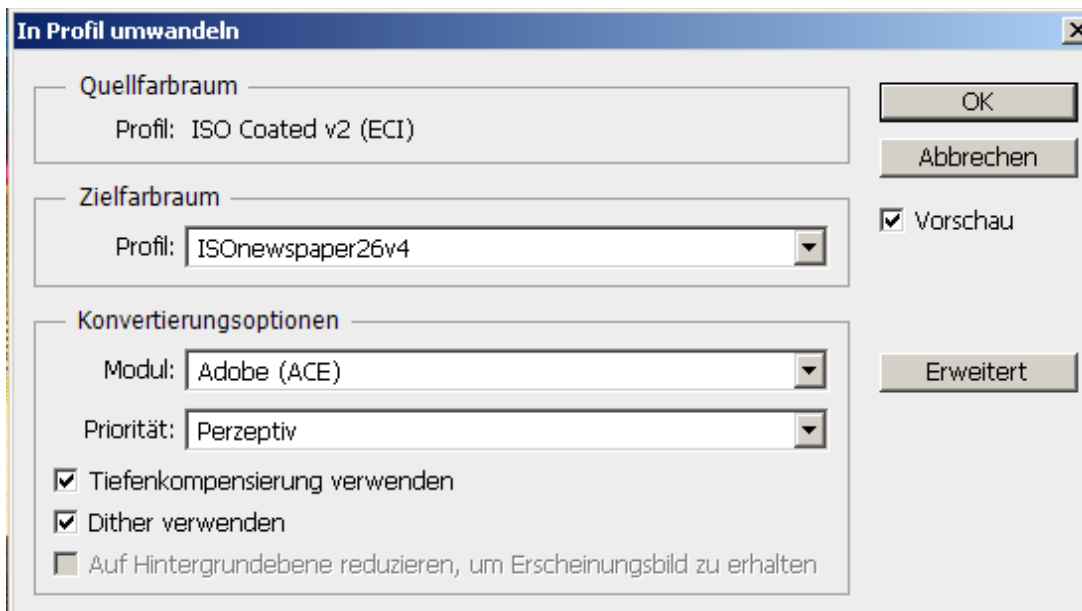 In Profil umwandeln
Quellfarbraum
Profil: ISO Coated v2 (ECI)
OK
Abbrechen
Zielfarbraum
Profil: ISOnewspaper26v4
Vorschau
Konvertierungsoptionen
Modul: Adobe (ACE)
Erweitert
Priorität: Perzeptiv
Tiefenkompensierung verwenden
Dither verwenden
Auf Hintergrundebene reduzieren, um Erscheinungsbild zu erhalten